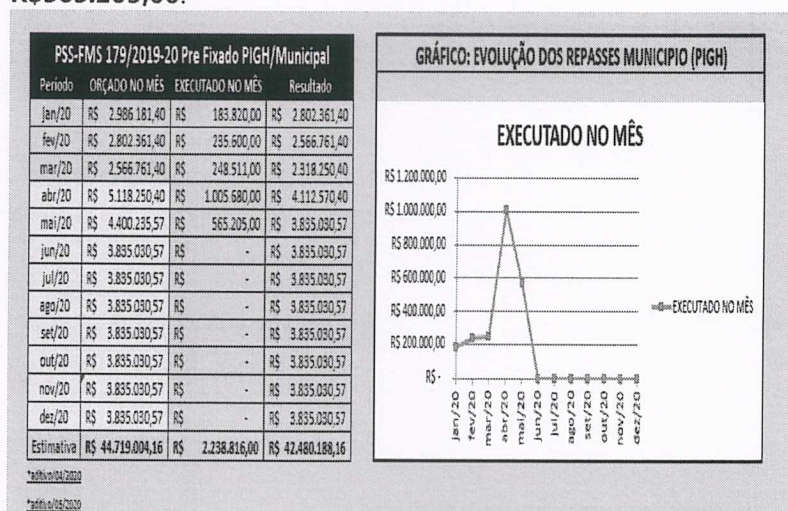 R$565.205,00.
PSS-FMS 179/2019-20 Pre Fixado PIGH/Municipal
Período ORÇADO NO MÊS EXECUTADO NO MÊS Resultado
jan/20 R$ 2.986.181,40 R$ 183.820,00 R$ 2.802.361,40
fev/20 R$ 2.802.361,40 R$ 235.600,00 R$ 2.566.761,40
mar/20 R$ 2.566.761,40 R$ 248.511,00 R$ 2.318.250,40
abr/20 R$ 5.118.250,40 R$ 1.005.680,00 R$ 4.112.570,40
mai/20 R$ 4.400.235,57 R$ 565.205,00 R$ 3.835.030,57
jun/20 R$ 3.835.030,57 R$ - R$ 3.835.030,57
jul/20 R$ 3.835.030,57 R$ - R$ 3.835.030,57
ago/20 R$ 3.835.030,57 R$ - R$ 3.835.030,57
set/20 R$ 3.835.030,57 R$ - R$ 3.835.030,57
out/20 R$ 3.835.030,57 R$ - R$ 3.835.030,57
nov/20 R$ 3.835.030,57 R$ - R$ 3.835.030,57
dez/20 R$ 3.835.030,57 R$ - R$ 3.835.030,57
Estimativa R$ 44.719.004,16 R$ 2.238.816,00 R$ 42.480.188,16
*aditivo/04/2020
*aditivo/05/2020
GRÁFICO: EVOLUÇÃO DOS REPASSES MUNICIPIO (PIGH)
EXECUTADO NO MÊS
R$ 1.200.000,00
R$ 1.000.000,00
R$ 800.000,00
R$ 600.000,00
R$ 400.000,00
R$ 200.000,00
R$ -
EXECUTADO NO MÊS
jan/20
fev/20
mar/20
abr/20
mai/20
jun/20
jul/20
ago/20
set/20
out/20
nov/20
dez/20